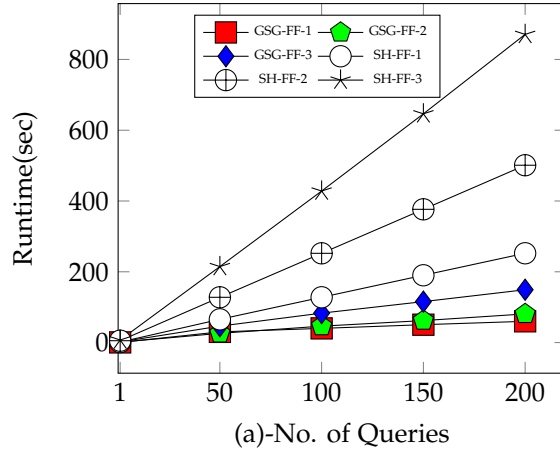 GSG-FF-1 GSG-FF-2
GSG-FF-3 SH-FF-1
SH-FF-2 SH-FF-3
Runtime(sec)
800
600
400
200
0
1 50 100 150 200
(a)-No. of Queries